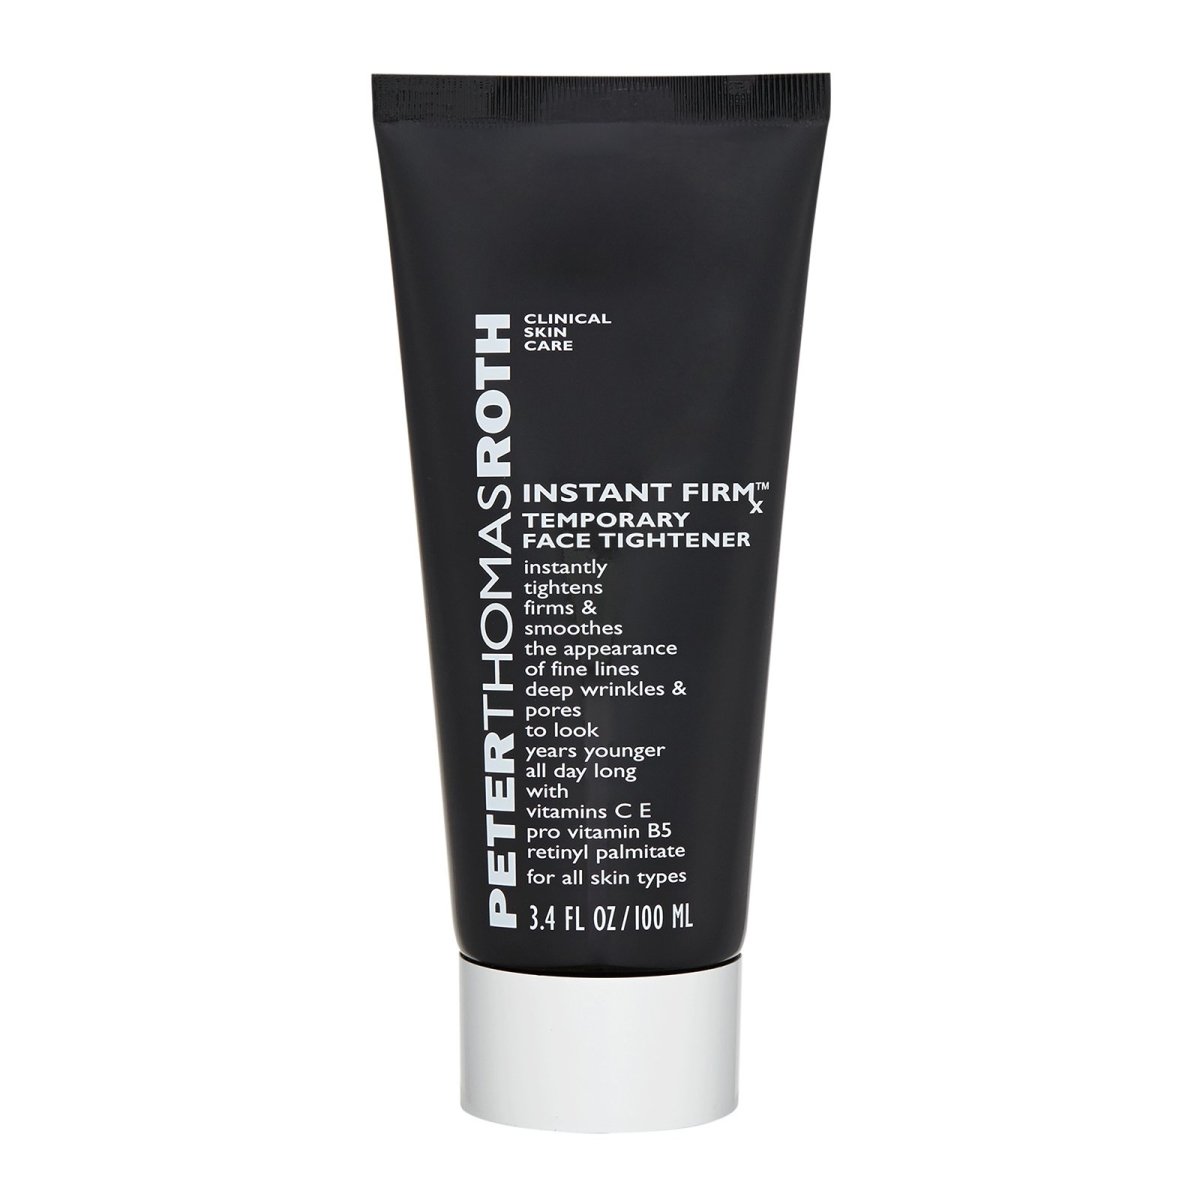 PETERTHOMASROTH
CLINICAL
SKIN
CARE
INSTANT FIRMx™
TEMPORARY
FACE TIGHTENER
instantly
tightens
firms &
smoothes
the appearance
of fine lines
deep wrinkles &
pores
to look
years younger
all day long
with
vitamins C E
pro vitamin B5
retinyl palmitate
for all skin types
3.4 FL OZ/100 ML